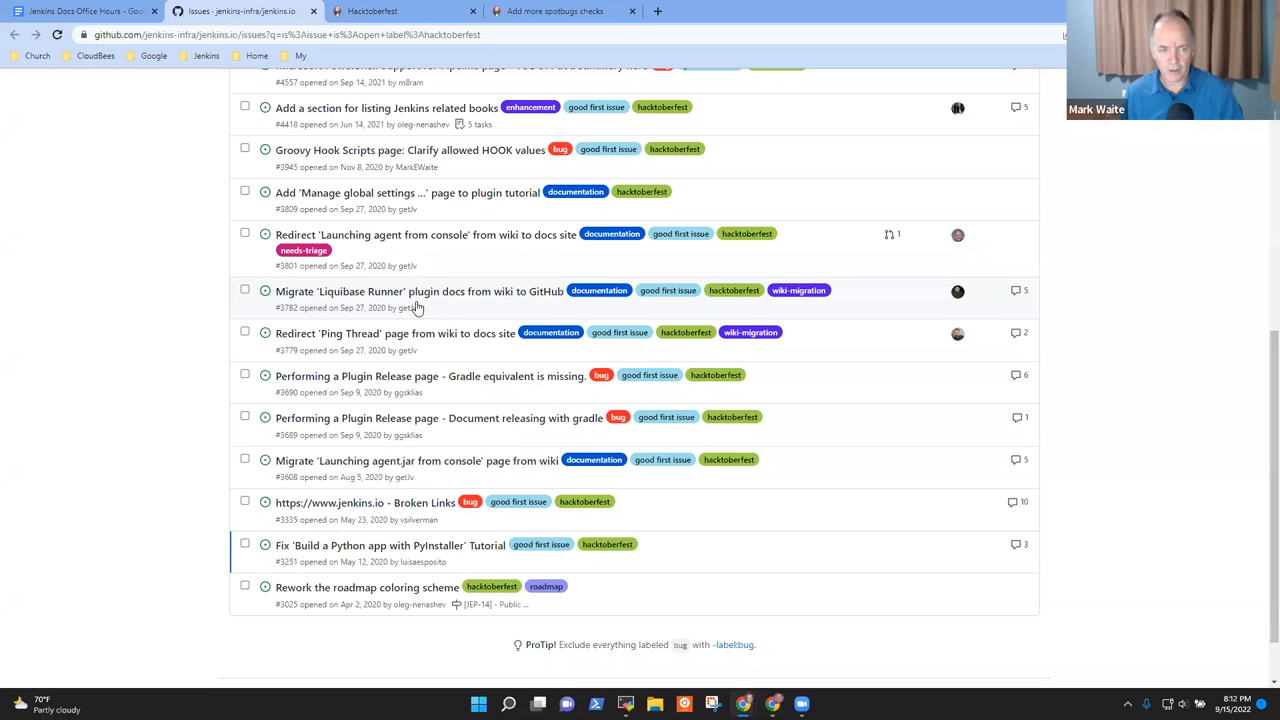 Jenkins Docs Office Hours - Goo
Issues · jenkins-infra/jenkins.io
Hacktoberfest
Add more spotbugs checks
github.com/jenkins-infra/jenkins.io/issues?q=is%3Aissue+is%3Aopen+label%3Ahacktoberfest
Church
CloudBees
Google
Jenkins
Home
My
#4557 opened on Sep 14, 2021 by m8ram
Add a section for listing Jenkins related books enhancement good first issue hacktoberfest 5
#4418 opened on Jun 14, 2021 by oleg-nenashev 5 tasks
Groovy Hook Scripts page: Clarify allowed HOOK values bug good first issue hacktoberfest
#3945 opened on Nov 8, 2020 by MarkEWaite
Add 'Manage global settings ...' page to plugin tutorial documentation hacktoberfest
#3809 opened on Sep 27, 2020 by getJv
Redirect 'Launching agent from console' from wiki to docs site documentation good first issue hacktoberfest 1
needs-triage
#3801 opened on Sep 27, 2020 by getJv
Migrate 'Liquibase Runner' plugin docs from wiki to GitHub documentation good first issue hacktoberfest wiki-migration 5
#3782 opened on Sep 27, 2020 by
Redirect 'Ping Thread' page from wiki to docs site documentation good first issue hacktoberfest wiki-migration 2
#3779 opened on Sep 27, 2020 by getJv
Performing a Plugin Release page - Gradle equivalent is missing. bug good first issue hacktoberfest 6
#3690 opened on Sep 9, 2020 by ggsklias
Performing a Plugin Release page - Document releasing with gradle bug good first issue hacktoberfest 1
#3689 opened on Sep 9, 2020 by ggsklias
Migrate 'Launching agent.jar from console' page from wiki documentation good first issue hacktoberfest 5
#3608 opened on Aug 5, 2020 by getJv
https://www.jenkins.io - Broken Links bug good first issue hacktoberfest 10
#3335 opened on May 23, 2020 by vsilverman
Fix 'Build a Python app with PyInstaller' Tutorial good first issue hacktoberfest 3
#3251 opened on May 12, 2020 by luisaesposito
Rework the roadmap coloring scheme hacktoberfest roadmap
#3025 opened on Apr 2, 2020 by oleg-nenashev [JEP-14] - Public ...
ProTip! Exclude everything labeled bug with -label:bug.
Mark Waite
70°F
Partly cloudy
8:12 PM
9/15/2022